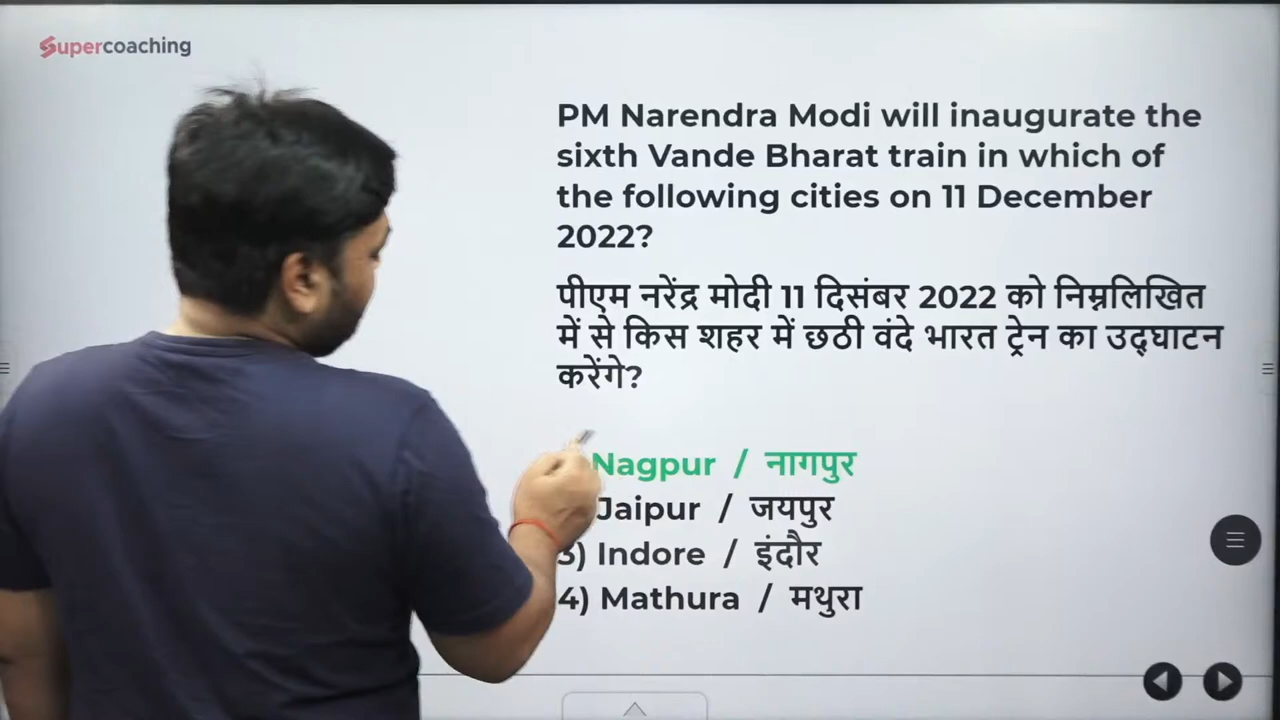 Supercoaching
PM Narendra Modi will inaugurate the
sixth Vande Bharat train in which of
the following cities on 11 December
2022?
पीएम नरेंद्र मोदी 11 दिसंबर 2022 को निम्नलिखित
में से किस शहर में छठी वंदे भारत ट्रेन का उद्घाटन
करेंगे?
Nagpur / नागपुर
Jaipur / जयपुर
3) Indore / इंदौर
4) Mathura / मथुरा